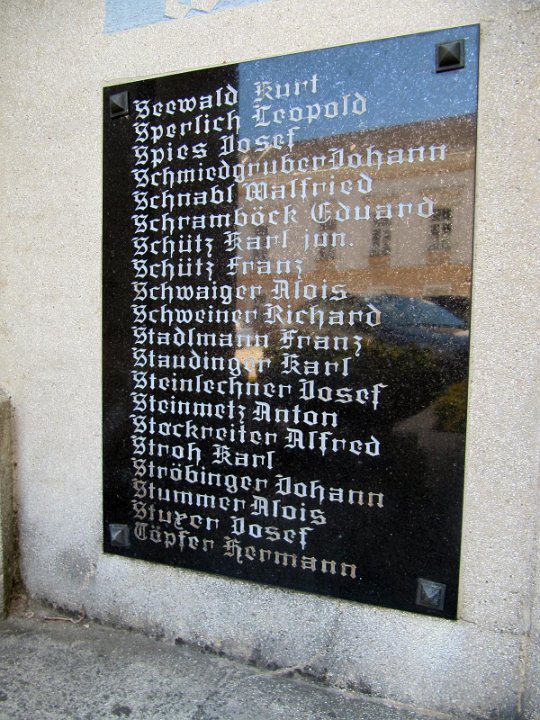 Seewald Kurt
Sperlich Leopold
Spies Josef
Schmiedgruber Johann
Schnabl Walfried
Schramböck Eduard
Schütz Karl jun.
Schütz Franz
Schwaiger Alois
Schweiner Richard
Stadlmann Franz
Staudinger Karl
Steinlechner Josef
Steinmetz Anton
Stockreiter Alfred
Stroh Karl
Ströbinger Johann
Stummer Alois
Stuxer Josef
Töpfer Hermann